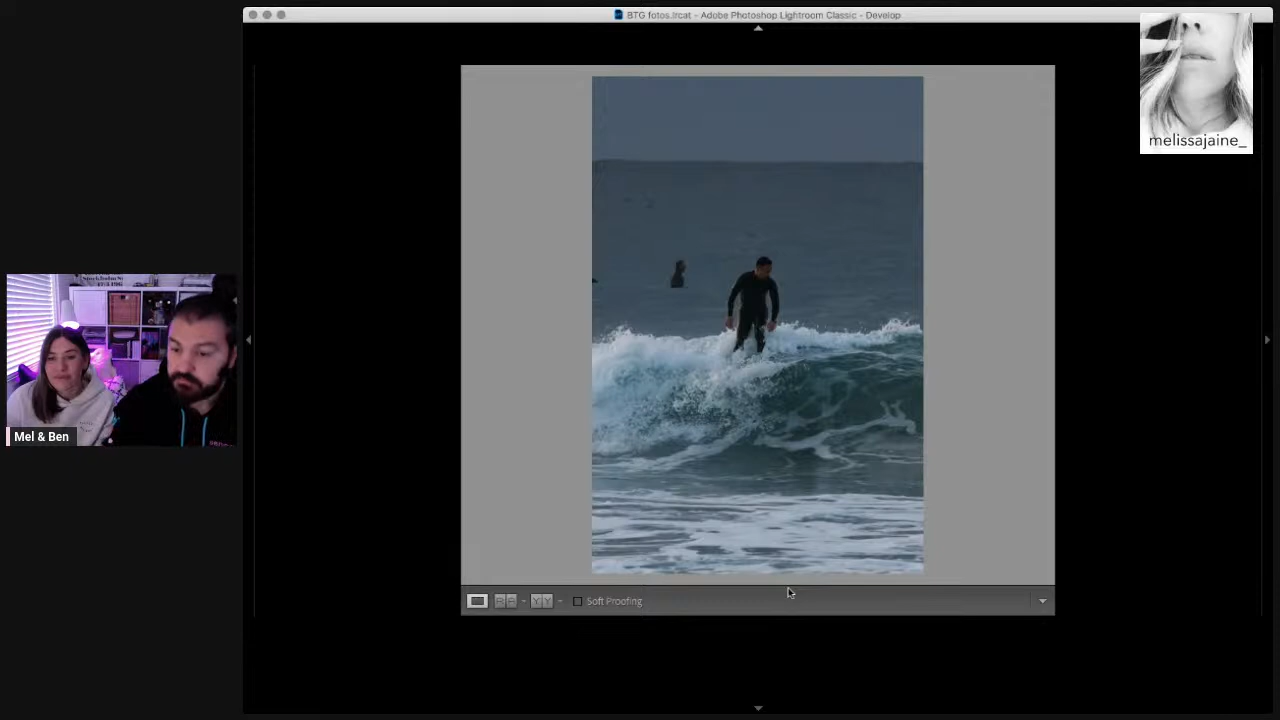 BTG fotos.lrcat - Adobe Photoshop Lightroom Classic - Develop
melissajaine_
Mel & Ben
Soft Proofing